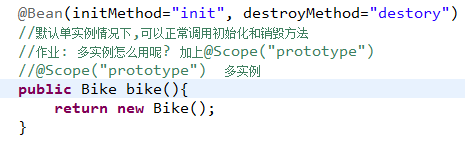 @Bean(initMethod="init", destroyMethod="destory")
//默认单实例情况下,可以正常调用初始化和销毁方法
//作业: 多实例怎么用呢? 加上@Scope("prototype")
//@Scope("prototype")  多实例
public Bike bike(){
    return new Bike();
}